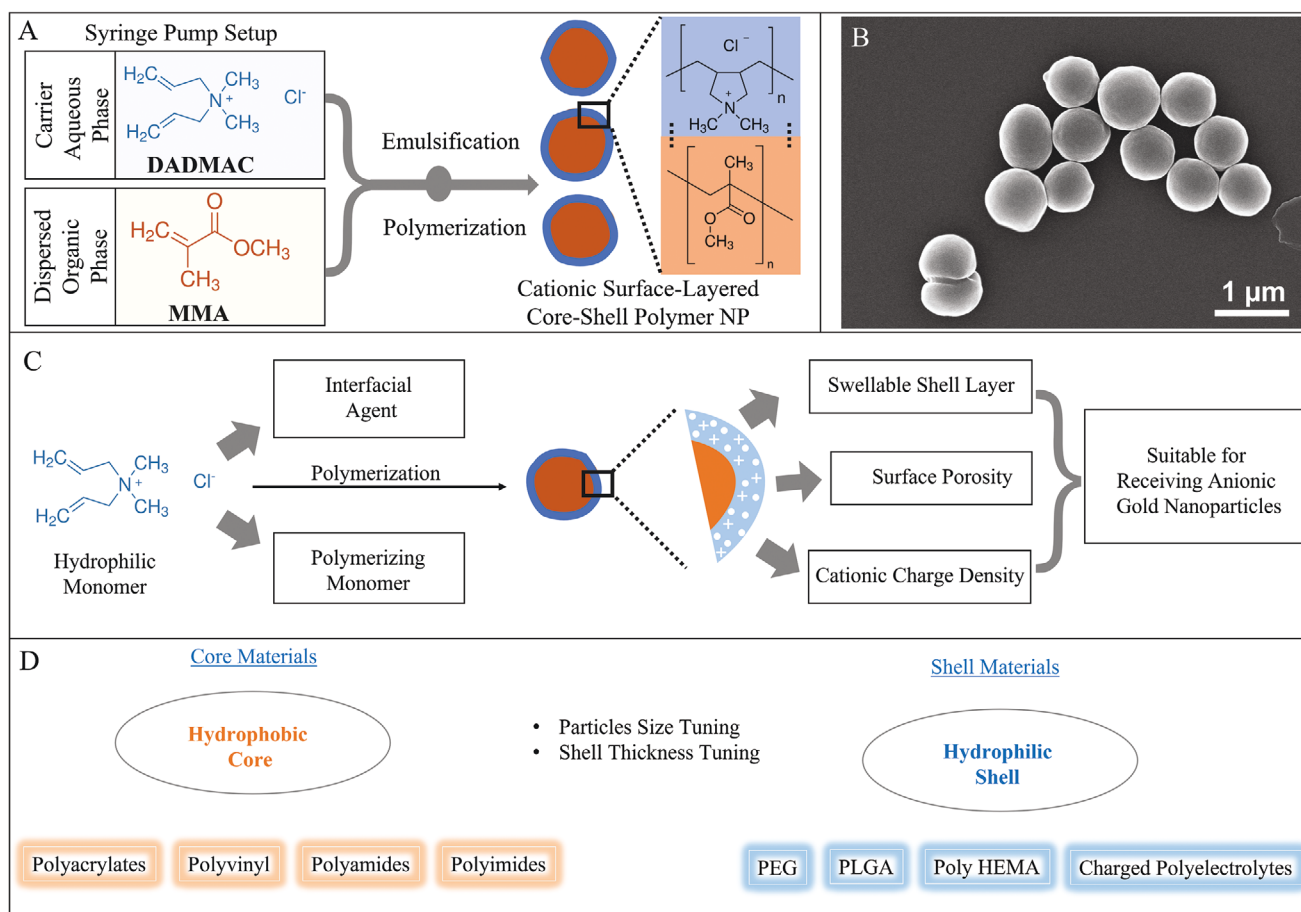 A
Syringe Pump Setup
Carrier
Aqueous
Phase
H₂C
H₂C
N
+
CH₃
CH₃
Cl⁻
DADMAC
Dispersed
Organic
Phase
H₂C
O
OCH₃
CH₃
MMA
Emulsification
Polymerization
Cl⁻
n
N
+
H₃C
CH₃
CH₃
O
O
CH₃
n
Cationic Surface-Layered
Core-Shell Polymer NP
B
1 µm
C
H₂C
H₂C
N
+
CH₃
CH₃
Cl⁻
Hydrophilic
Monomer
Interfacial
Agent
Polymerization
Polymerizing
Monomer
Swellable Shell Layer
Surface Porosity
Cationic Charge Density
Suitable for
Receiving Anionic
Gold Nanoparticles
D
Core Materials
Hydrophobic
Core
• Particles Size Tuning
• Shell Thickness Tuning
Shell Materials
Hydrophilic
Shell
Polyacrylates Polyvinyl Polyamides Polyimides
PEG PLGA Poly HEMA Charged Polyelectrolytes